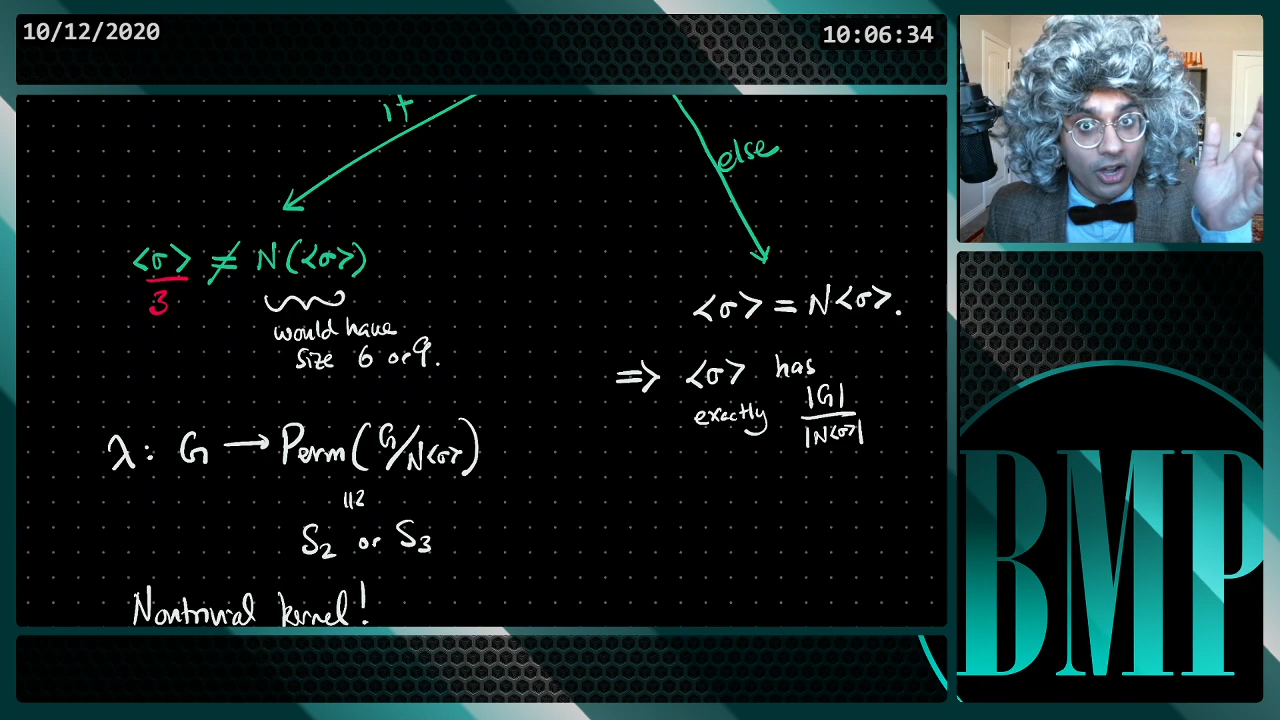 10/12/2020
10:06:34
if
else
<σ> ≠ N(<σ>)
3
would have
size 6 or 9.
<σ> = N<σ>.
=> <σ> has
exactly |G|/|N<σ>|
λ: G → Perm(G/N<σ>)
≅
S₂ or S₃
Nontrivial kernel!
BMP